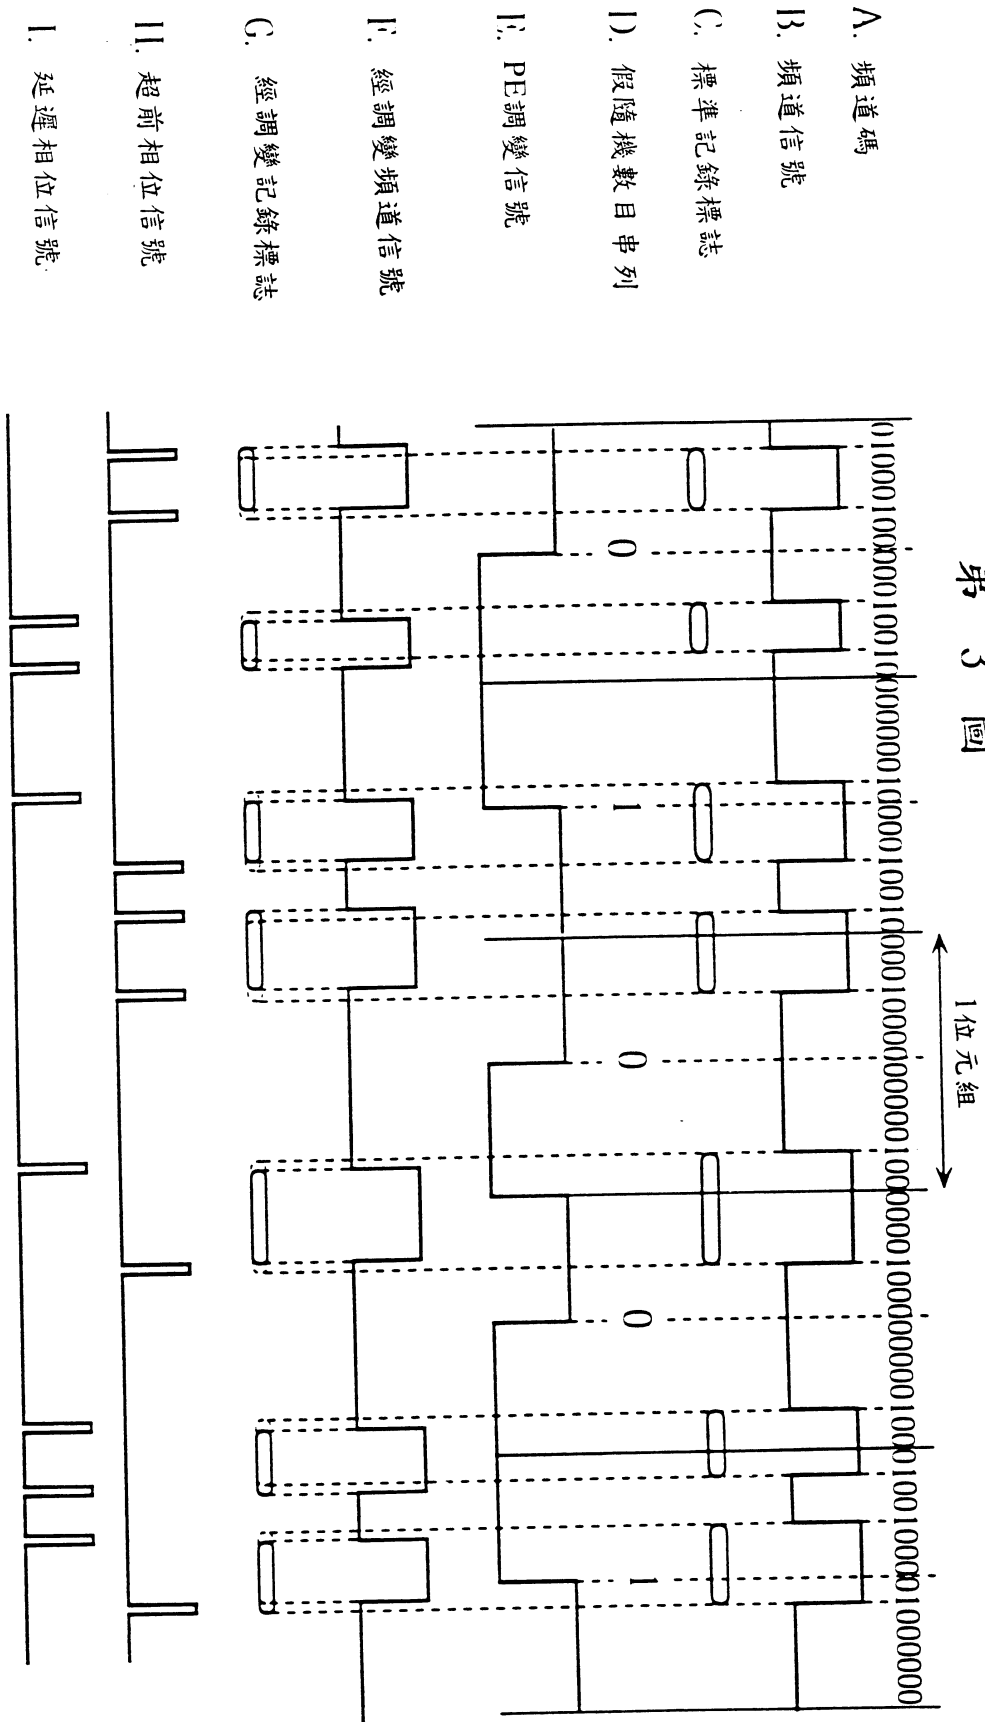 第 3 圖
1位元組
A. 頻道碼
01000100000100100000001000010010000100000000010000001000000001000100100001000000
B. 頻道信號
C. 標準記錄標誌
D. 假隨機數目串列
0 1 0 0 1
E. PE調變信號
F. 經調變頻道信號
G. 經調變記錄標誌
H. 超前相位信號
I. 延遲相位信號